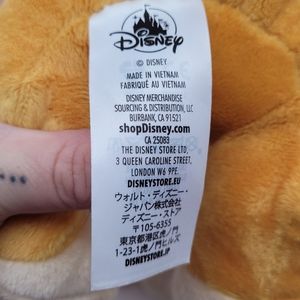 Disney
© DISNEY
MADE IN VIETNAM
FABRIQUÉ AU VIETNAM
DISNEY MERCHANDISE
SOURCING & DISTRIBUTION, LLC
BURBANK, CA 91521
shopDisney.com
CA 25083
THE DISNEY STORE LTD.
3 QUEEN CAROLINE STREET,
LONDON W6 9PE.
DISNEYSTORE.EU
ウォルト・ディズニー・
ジャパン株式会社
ディズニー・ストア
〒105-6355
東京都港区虎ノ門
1-23-1虎ノ門ヒルズ
DISNEYSTORE.JP